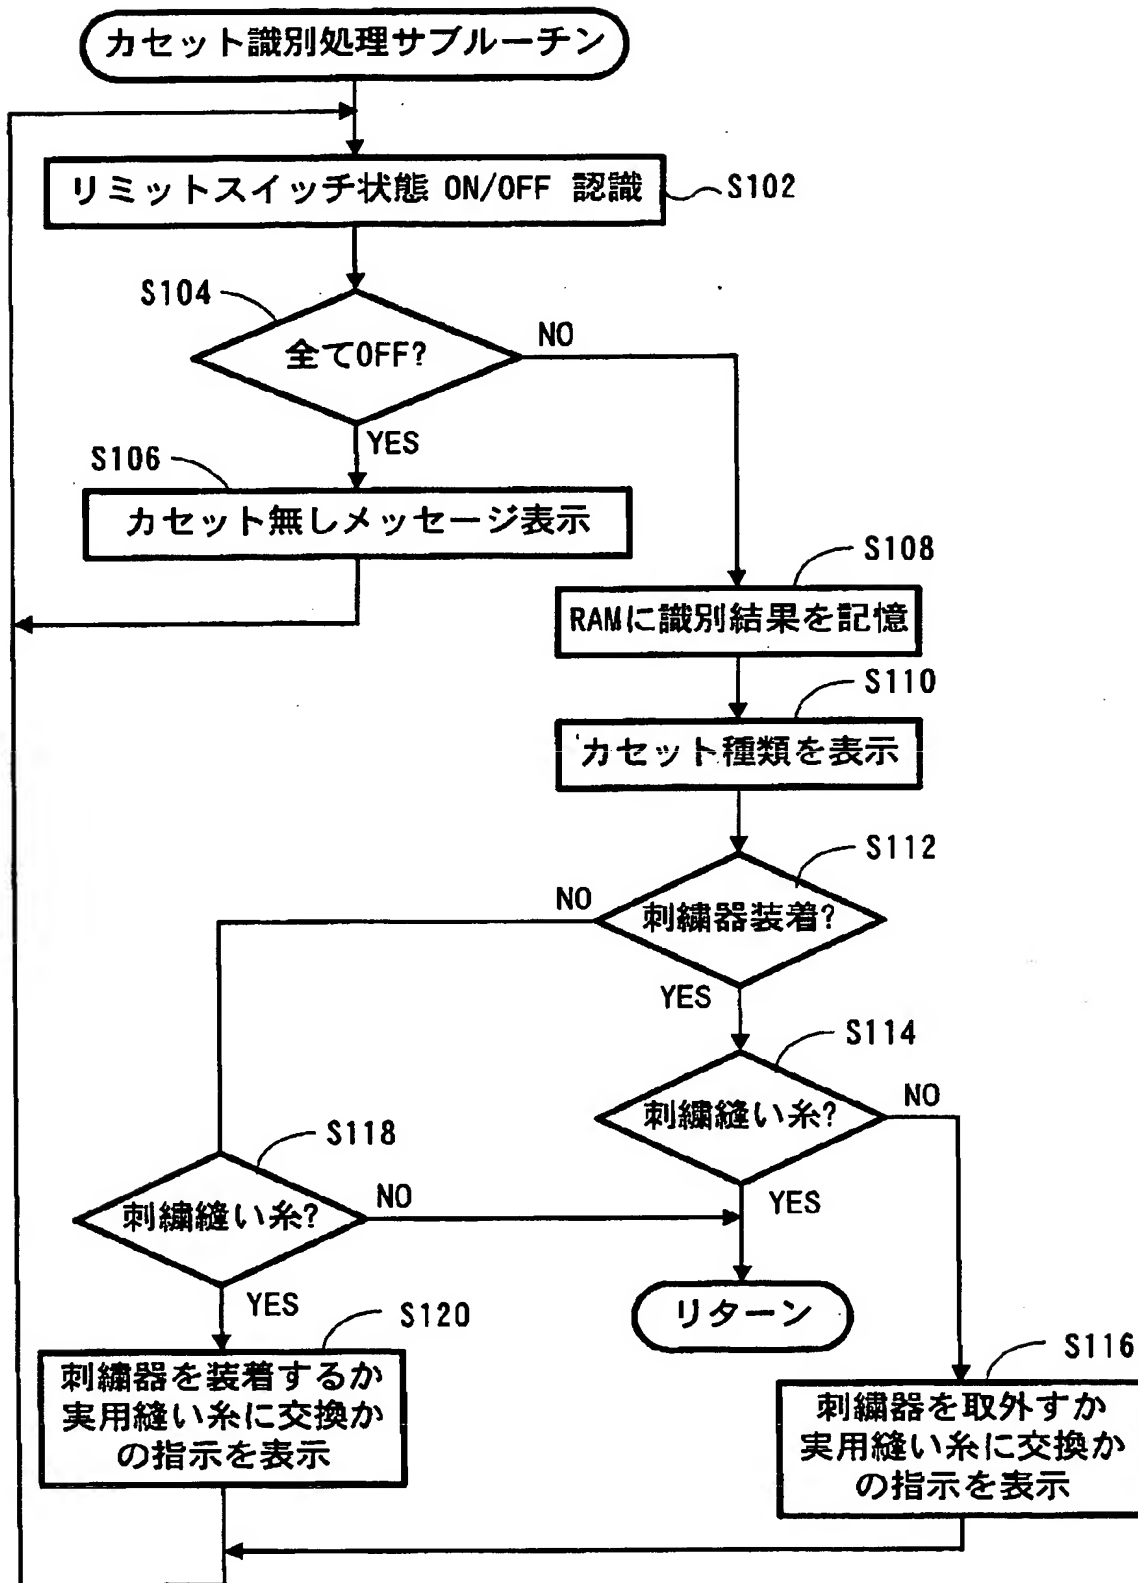 カセット識別処理サブルーチン
リミットスイッチ状態 ON/OFF 認識
S102
S104
全てOFF?
NO
YES
S106
カセット無しメッセージ表示
S108
RAMに識別結果を記憶
S110
カセット種類を表示
S112
刺繍器装着?
NO
YES
S114
刺繍縫い糸?
NO
YES
S118
刺繍縫い糸?
NO
YES
リターン
S120
刺繍器を装着するか
実用縫い糸に交換か
の指示を表示
S116
刺繍器を取外すか
実用縫い糸に交換か
の指示を表示